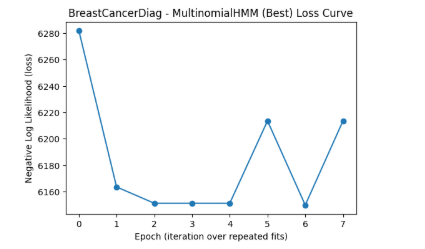 BreastCancerDiag - MultinomialHMM (Best) Loss Curve
Negative Log Likelihood (loss)
6280
6260
6240
6220
6200
6180
6160
0 1 2 3 4 5 6 7
Epoch (iteration over repeated fits)